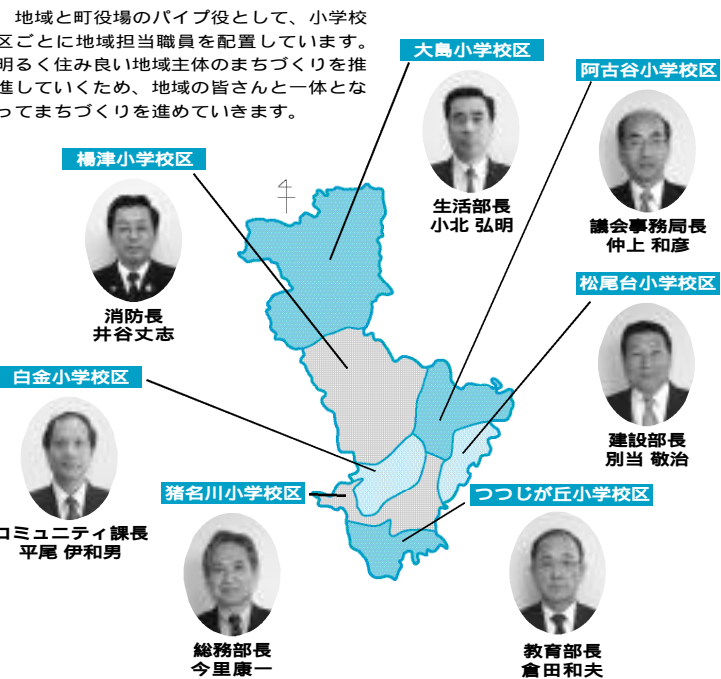 地域と町役場のパイプ役として、小学校
区ごとに地域担当職員を配置しています。
明るく住み良い地域主体のまちづくりを推
進していくため、地域の皆さんと一体とな
ってまちづくりを進めていきます。
大島小学校区
生活部長
小北 弘明
阿古谷小学校区
議会事務局長
仲上 和彦
楊津小学校区
消防長
井谷丈志
松尾台小学校区
建設部長
別当 敬治
白金小学校区
コミュニティ課長
平尾 伊和男
猪名川小学校区
総務部長
今里康一
つつじが丘小学校区
教育部長
倉田和夫